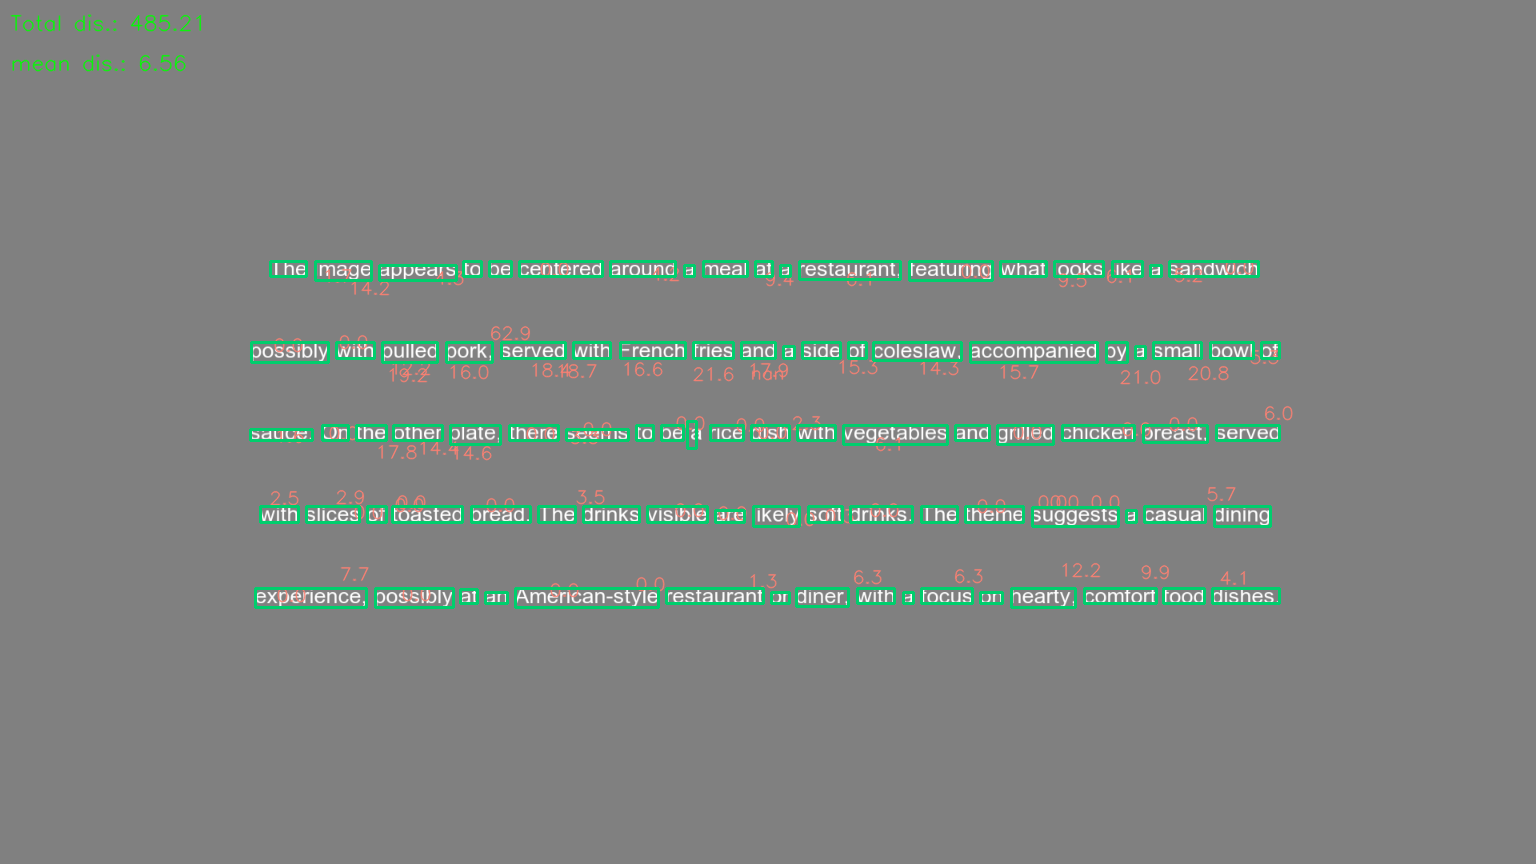 Total dis.: 485.21
mean dis.: 6.56
The image appears to be centered around a meal at a restaurant, featuring what looks like a sandwich
14.2 4.3 4.2 9.4 6.1 9.5 6.1
62.9
possibly with pulled pork, served with French fries and a side of coleslaw, accompanied by a small bowl of
19.2 16.0 18.4 18.7 16.6 21.6 17.9 nan 15.3 14.3 15.7 21.0 20.8
0.0 2.3 6.0
sauce. On the other plate, there seems to be a rice dish with vegetables and grilled chicken breast, served
17.8 14.4 14.6
2.5 2.9 0.0 0.0 3.5 0.0 0.0 5.7
with slices of toasted bread. The drinks visible are likely soft drinks. The theme suggests a casual dining
7.7 0.0 1.3 6.3 6.3 12.2 9.9 4.1
experience, possibly at an American-style restaurant or diner, with a focus on hearty, comfort food dishes.